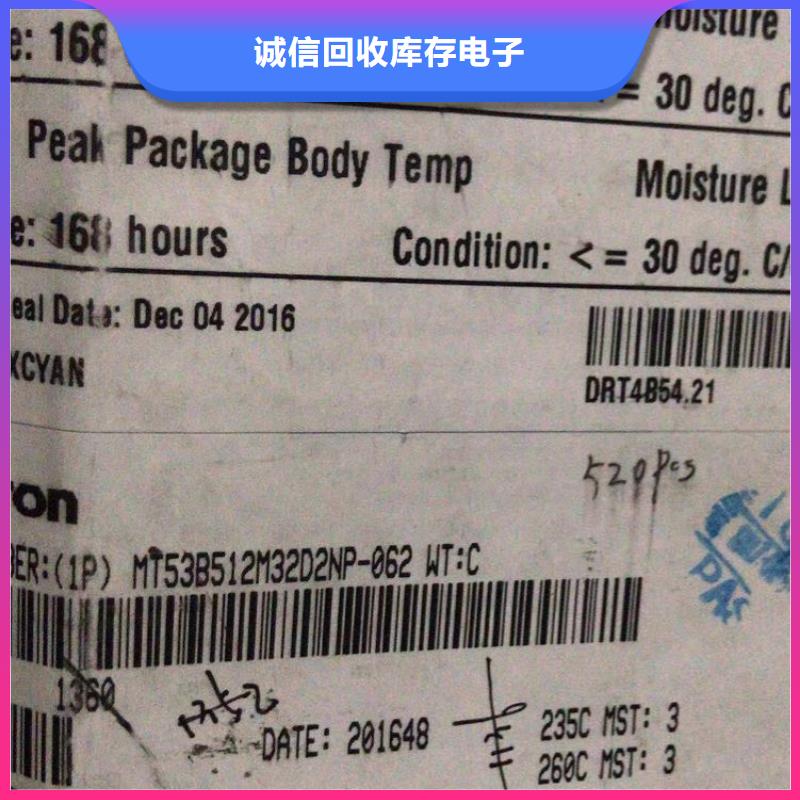 诚信回收库存电子
e: 168
Moisture
= 30 deg. C
Peak Package Body Temp
Moisture L
e: 168 hours
Condition: <= 30 deg. C/
eal Date: Dec 04 2016
XCYAN
DRT4B54.21
520pcs
on
BER:(1P) MT53B512M32D2NP-062 WT:C
1360
DATE: 201648
235C MST: 3
260C MST: 3